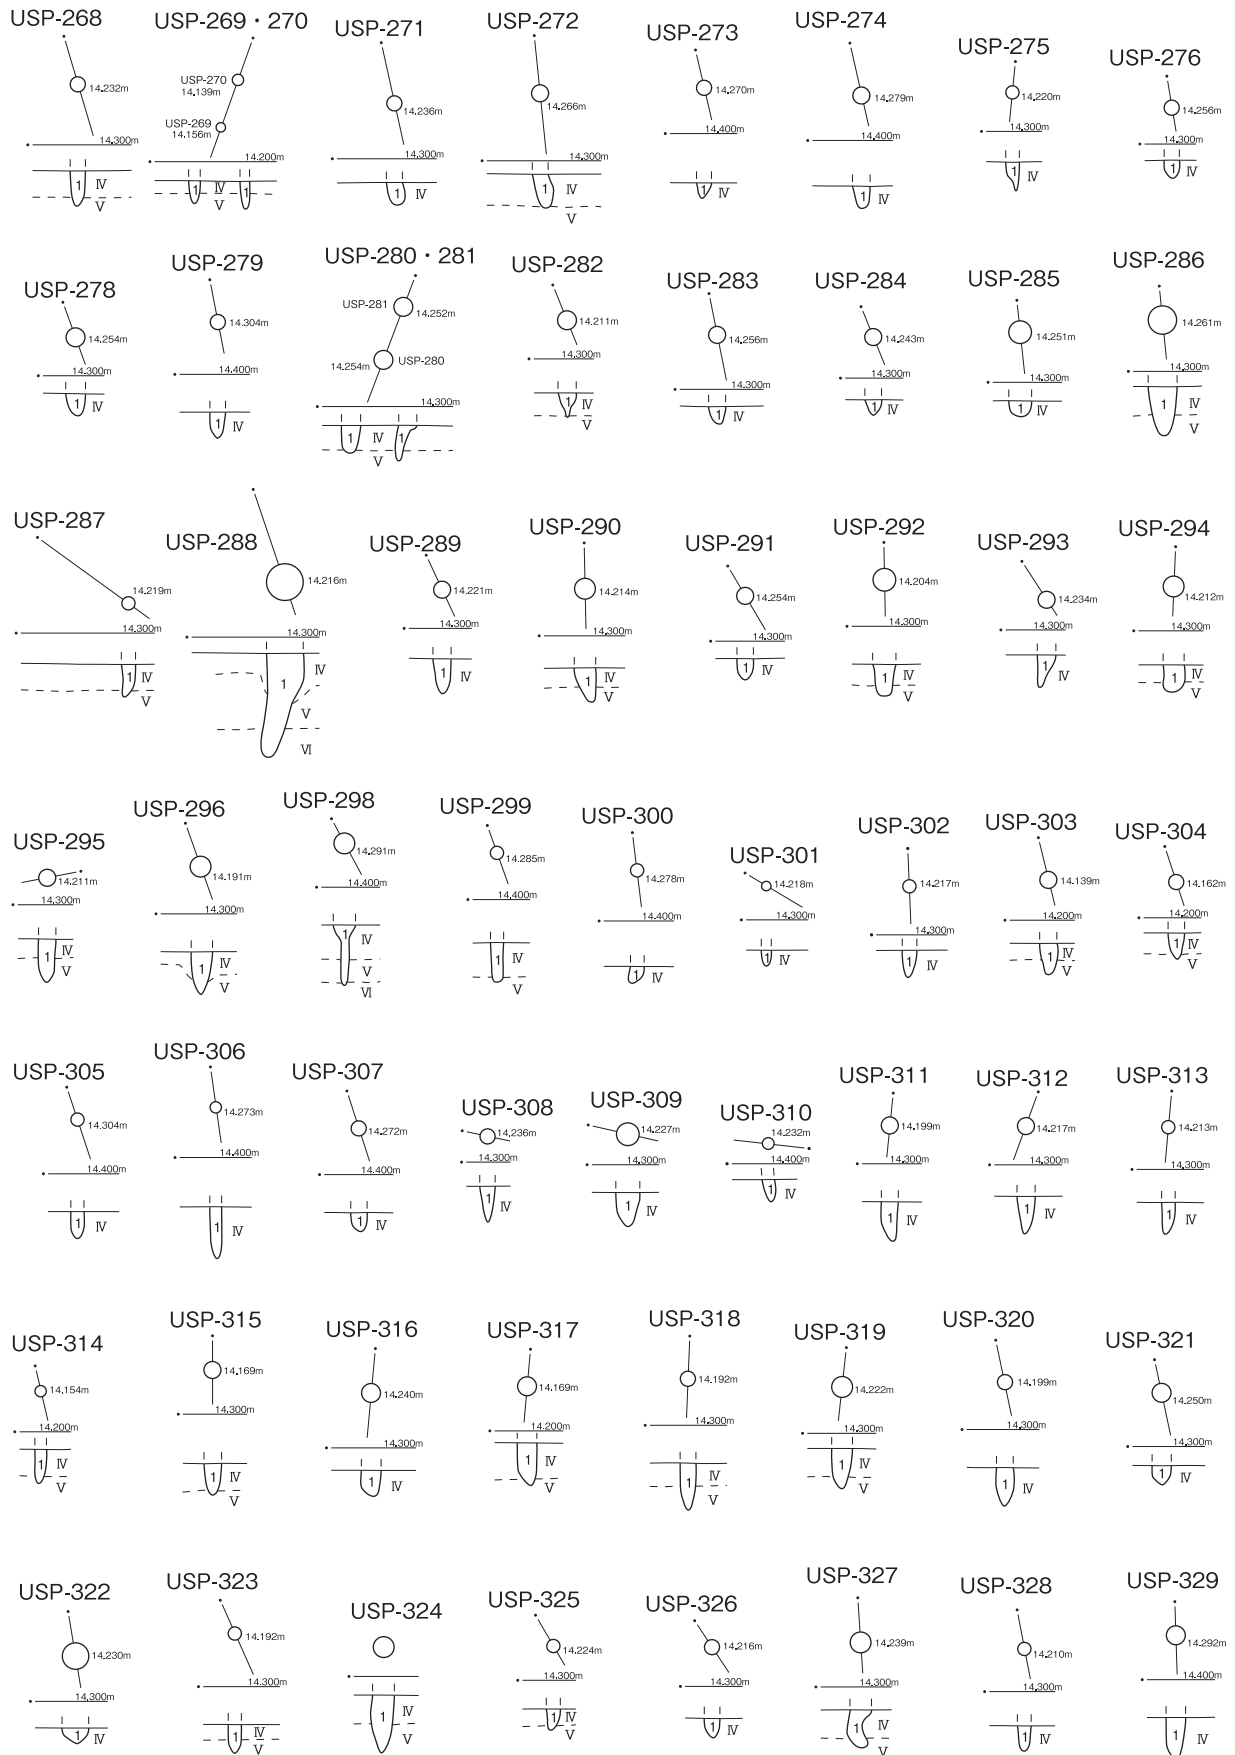 USP-268
14.232m
14.300m
1
Ⅳ
Ⅴ
USP-269・270
USP-270
14.139m
USP-269
14.156m
14.200m
1
Ⅳ
1
Ⅴ
USP-271
14.236m
14.300m
1
Ⅳ
USP-272
14.266m
14.300m
1
Ⅳ
Ⅴ
USP-273
14.270m
14.400m
1
Ⅳ
USP-274
14.279m
14.400m
1
Ⅳ
USP-275
14.220m
14.300m
1
Ⅳ
USP-276
14.256m
14.300m
1
Ⅳ
USP-278
14.254m
14.300m
1
Ⅳ
USP-279
14.304m
14.400m
1
Ⅳ
USP-280・281
USP-281
14.252m
14.254m
USP-280
14.300m
1
Ⅳ
1
Ⅴ
USP-282
14.211m
14.300m
1
Ⅳ
Ⅴ
USP-283
14.256m
14.300m
1
Ⅳ
USP-284
14.243m
14.300m
1
Ⅳ
USP-285
14.251m
14.300m
1
Ⅳ
USP-286
14.261m
14.300m
1
Ⅳ
Ⅴ
USP-287
14.219m
14.300m
1
Ⅳ
Ⅴ
USP-288
14.216m
14.300m
1
Ⅳ
Ⅴ
Ⅵ
USP-289
14.221m
14.300m
1
Ⅳ
USP-290
14.214m
14.300m
1
Ⅳ
Ⅴ
USP-291
14.254m
14.300m
1
Ⅳ
USP-292
14.204m
14.300m
1
Ⅳ
Ⅴ
USP-293
14.234m
14.300m
1
Ⅳ
USP-294
14.212m
14.300m
1
Ⅳ
Ⅴ
USP-295
14.211m
14.300m
1
Ⅳ
Ⅴ
USP-296
14.191m
14.300m
1
Ⅳ
Ⅴ
USP-298
14.291m
14.400m
1
Ⅳ
Ⅴ
Ⅵ
USP-299
14.285m
14.400m
1
Ⅳ
Ⅴ
USP-300
14.278m
14.400m
1
Ⅳ
USP-301
14.218m
14.300m
1
Ⅳ
USP-302
14.217m
14.300m
1
Ⅳ
USP-303
14.139m
14.200m
1
Ⅳ
Ⅴ
USP-304
14.162m
14.200m
1
Ⅳ
Ⅴ
USP-305
14.304m
14.400m
1
Ⅳ
USP-306
14.273m
14.400m
1
Ⅳ
USP-307
14.272m
14.400m
1
Ⅳ
USP-308
14.236m
14.300m
1
Ⅳ
USP-309
14.227m
14.300m
1
Ⅳ
USP-310
14.232m
14.400m
1
Ⅳ
USP-311
14.199m
14.300m
1
Ⅳ
USP-312
14.217m
14.300m
1
Ⅳ
USP-313
14.213m
14.300m
1
Ⅳ
USP-314
14.154m
14.200m
1
Ⅳ
Ⅴ
USP-315
14.169m
14.300m
1
Ⅳ
Ⅴ
USP-316
14.240m
14.300m
1
Ⅳ
USP-317
14.169m
14.200m
1
Ⅳ
Ⅴ
USP-318
14.192m
14.300m
1
Ⅳ
Ⅴ
USP-319
14.222m
14.300m
1
Ⅳ
Ⅴ
USP-320
14.199m
14.300m
1
Ⅳ
USP-321
14.250m
14.300m
1
Ⅳ
USP-322
14.230m
14.300m
1
Ⅳ
USP-323
14.192m
14.300m
1
Ⅳ
Ⅴ
USP-324
1
Ⅳ
Ⅴ
USP-325
14.224m
14.300m
1
Ⅳ
Ⅴ
USP-326
14.216m
14.300m
1
Ⅳ
USP-327
14.239m
14.300m
1
Ⅳ
Ⅴ
USP-328
14.210m
14.300m
1
Ⅳ
USP-329
14.292m
14.400m
1
Ⅳ